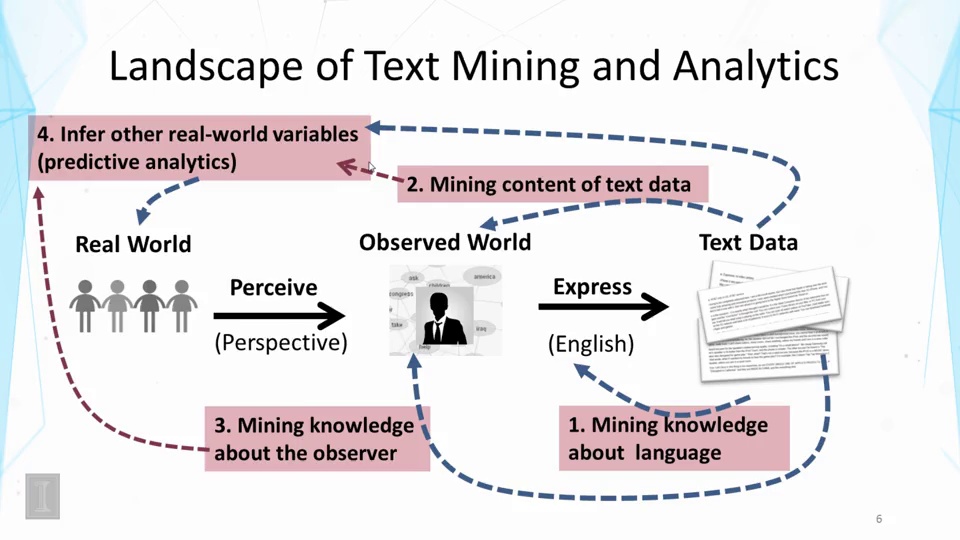 Landscape of Text Mining and Analytics
4. Infer other real-world variables
(predictive analytics)
2. Mining content of text data
Real World
Observed World
Text Data
Perceive
(Perspective)
Express
(English)
3. Mining knowledge
about the observer
1. Mining knowledge
about language
6